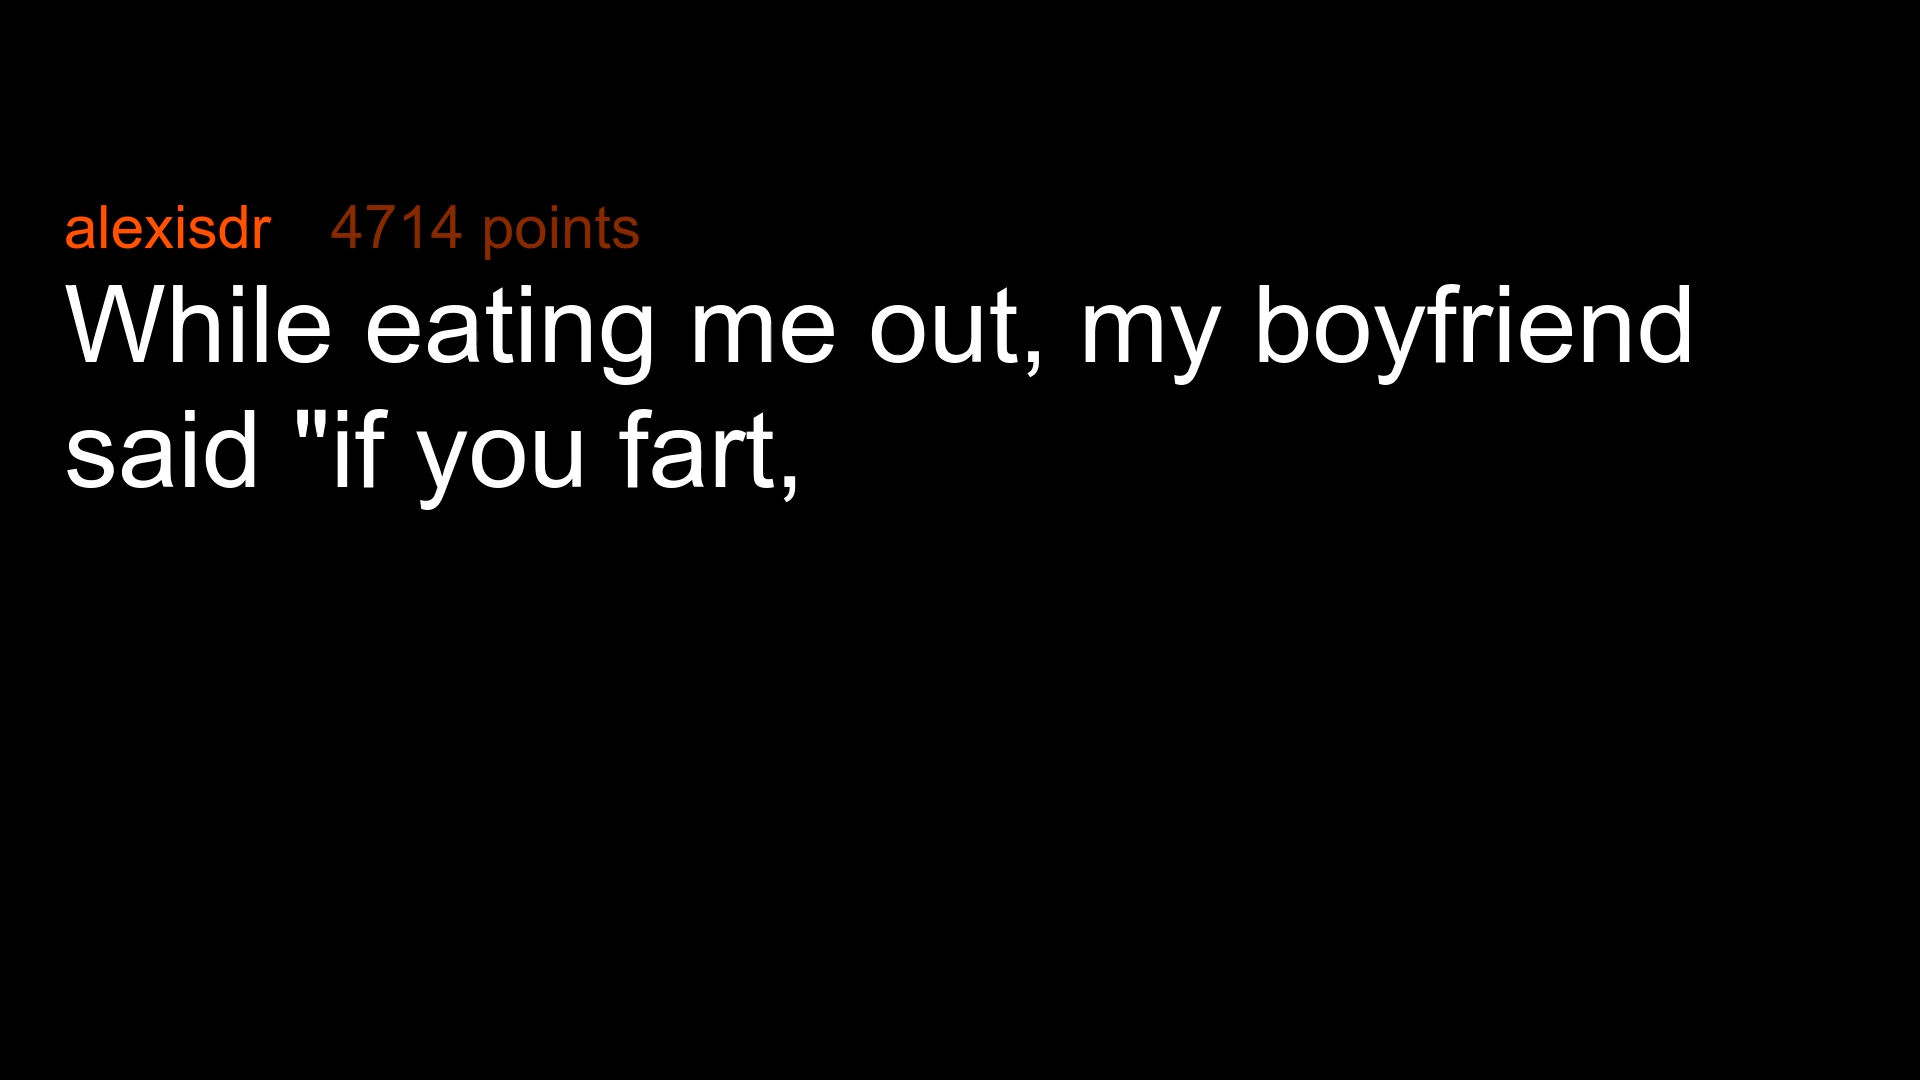 alexisdr 4714 points
While eating me out, my boyfriend
said "if you fart,